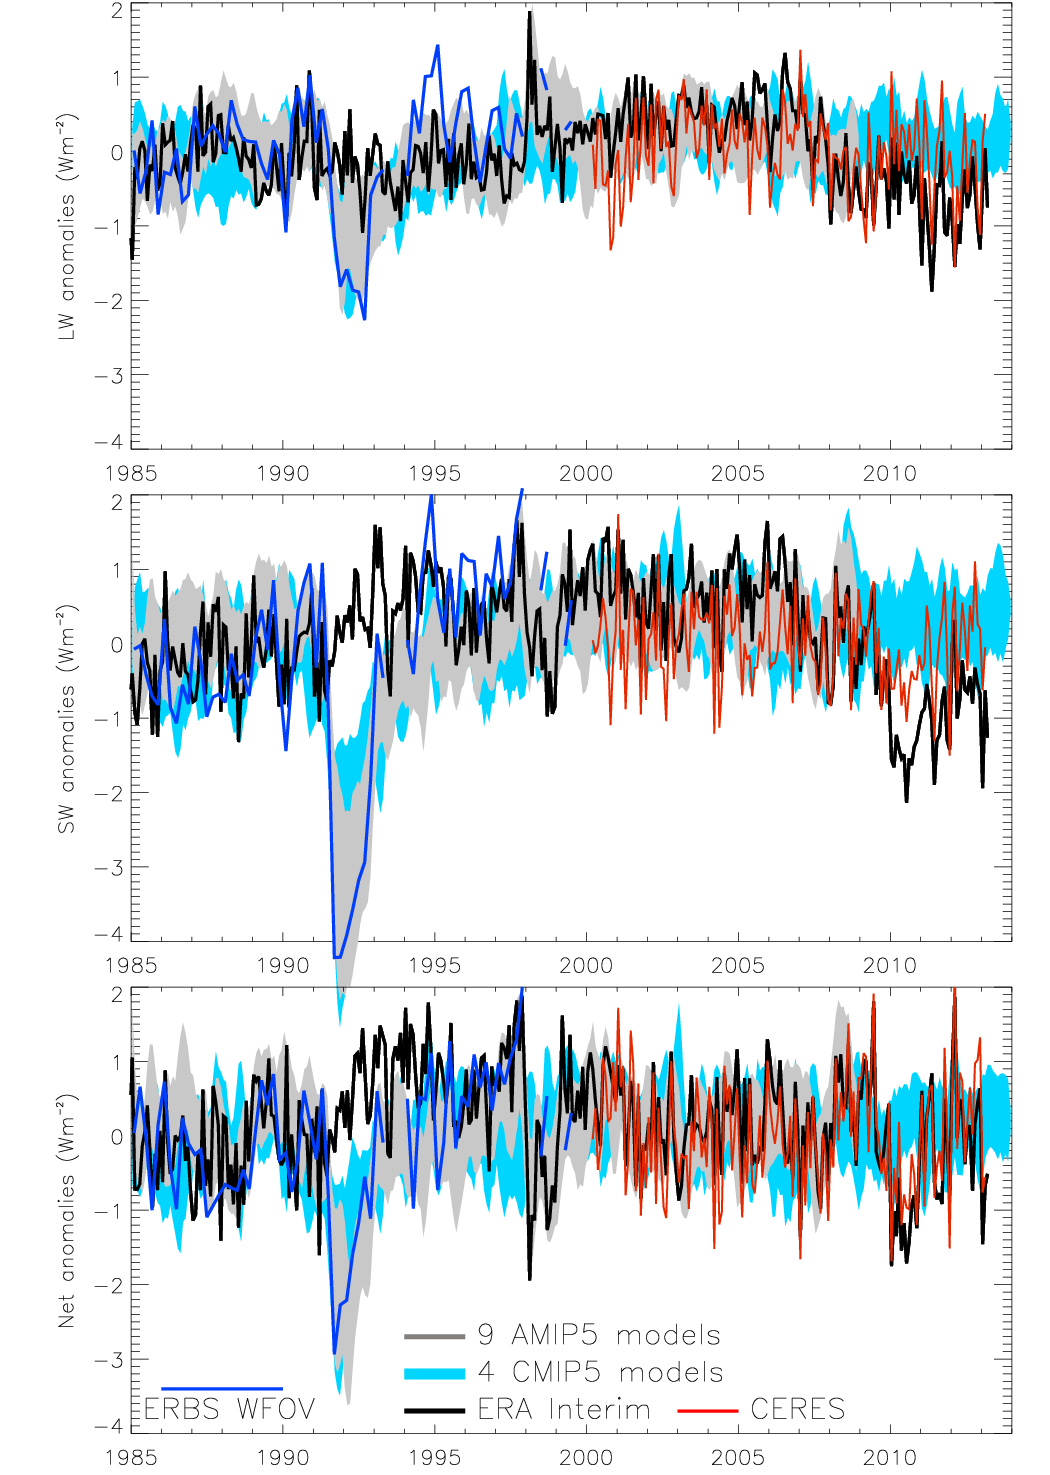 2
1
0
−1
−2
−3
−4
LW anomalies (Wm⁻²)
1985 1990 1995 2000 2005 2010
2
1
0
−1
−2
−3
−4
SW anomalies (Wm⁻²)
1985 1990 1995 2000 2005 2010
2
1
0
−1
−2
−3
−4
Net anomalies (Wm⁻²)
9 AMIP5 models
4 CMIP5 models
ERBS WFOV ERA Interim CERES
1985 1990 1995 2000 2005 2010